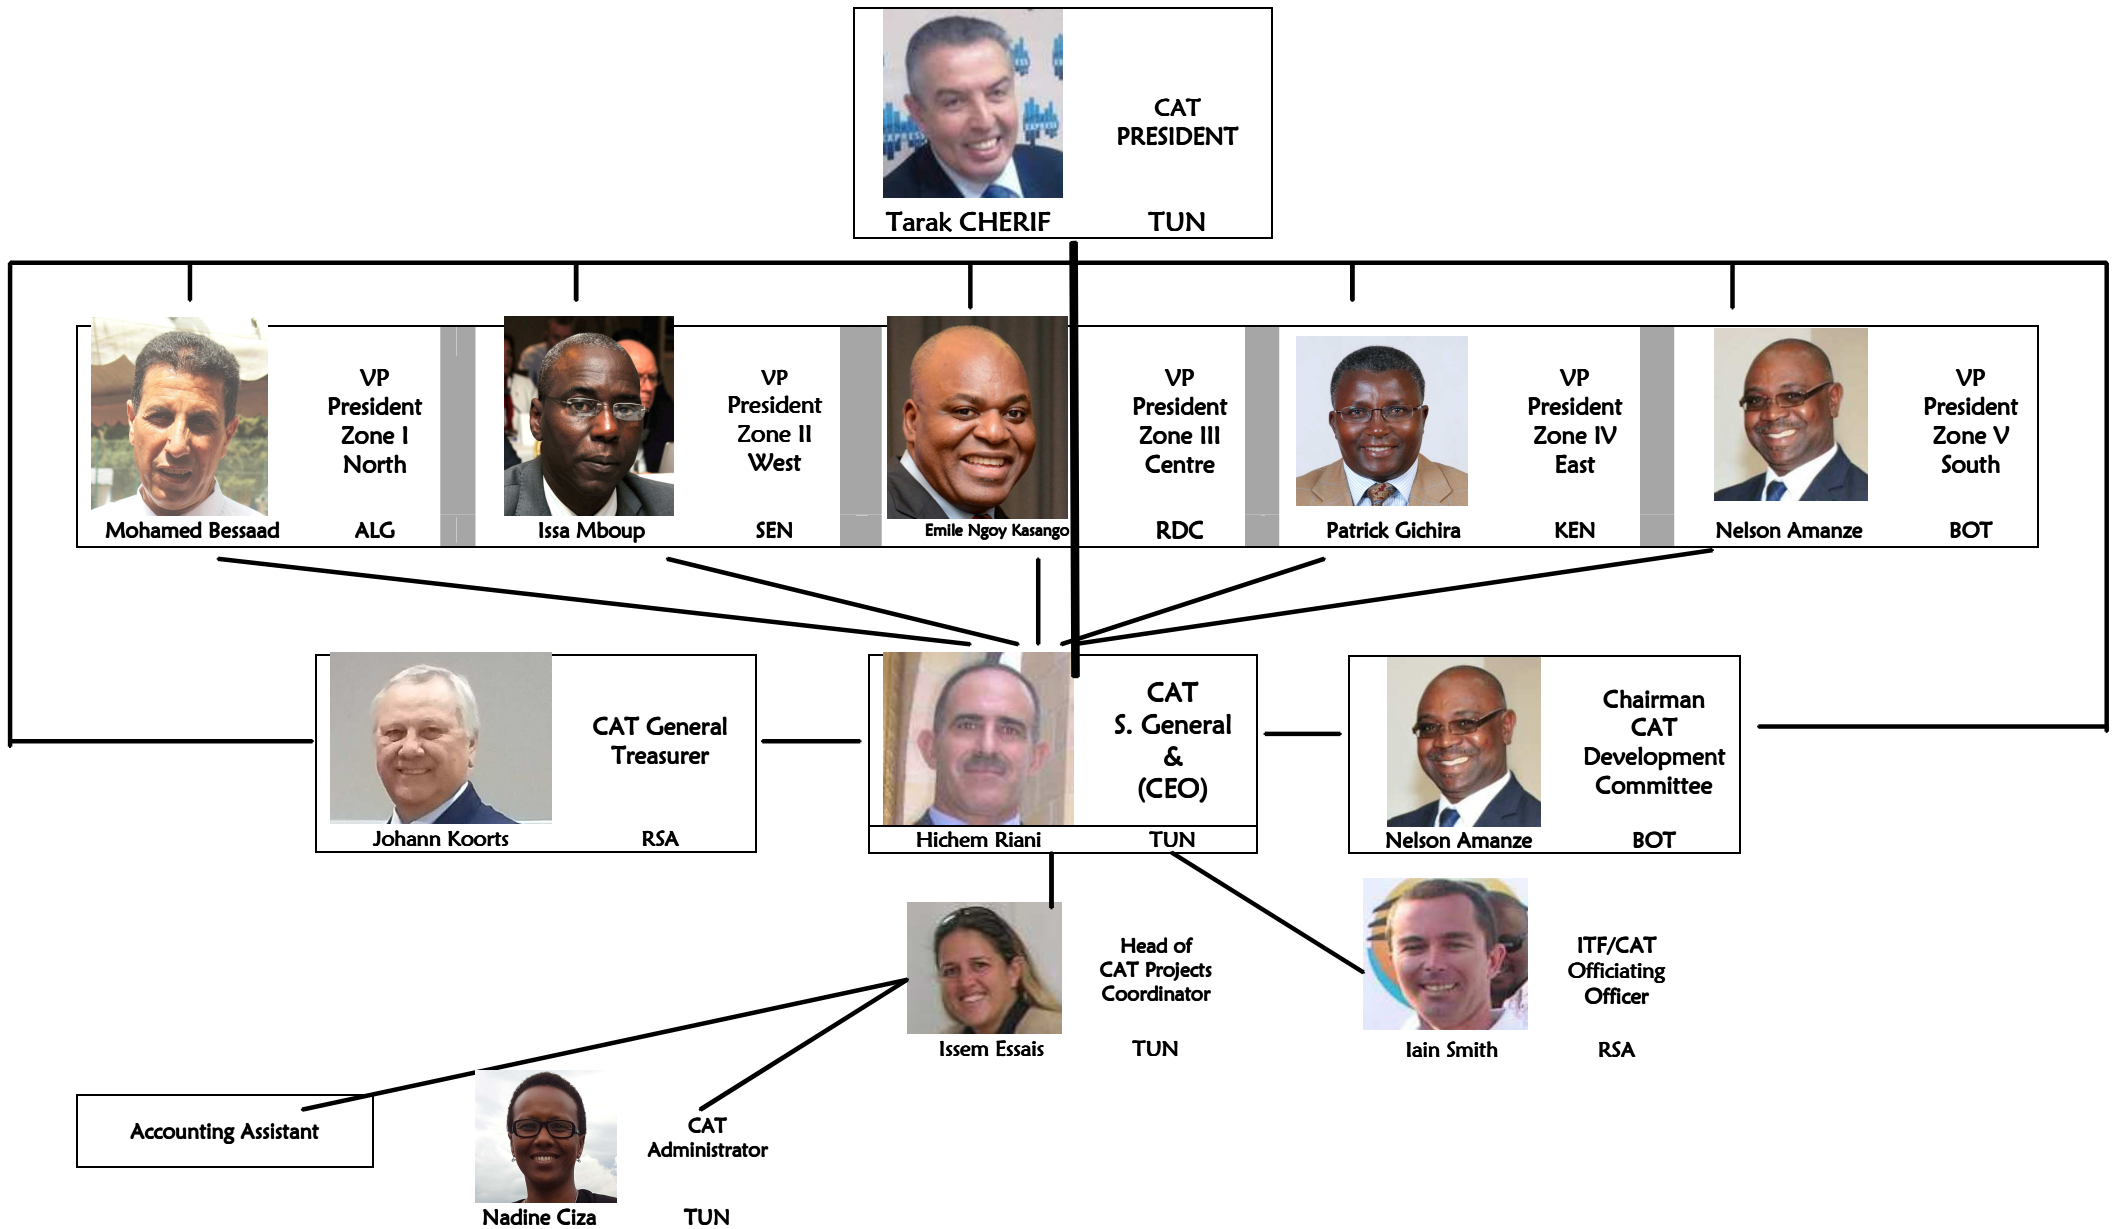 CAT
PRESIDENT
Tarak CHERIF TUN
VP
President
Zone I
North
Mohamed Bessaad ALG
VP
President
Zone II
West
Issa Mboup SEN
VP
President
Zone III
Centre
Emile Ngoy Kasango RDC
VP
President
Zone IV
East
Patrick Gichira KEN
VP
President
Zone V
South
Nelson Amanze BOT
CAT General
Treasurer
Johann Koorts RSA
CAT
S. General
&
(CEO)
Hichem Riani TUN
Chairman
CAT
Development
Committee
Nelson Amanze BOT
Head of
CAT Projects
Coordinator
Issem Essais TUN
ITF/CAT
Officiating
Officer
Iain Smith RSA
Accounting Assistant
CAT
Administrator
Nadine Ciza TUN